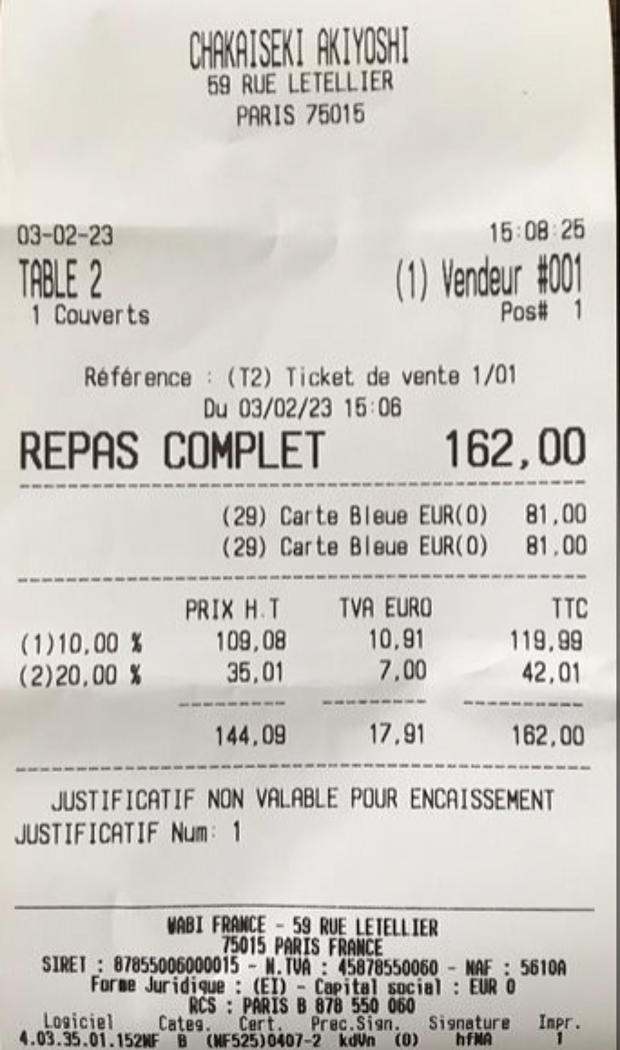 CHAKAISEKI AKIYOSHI
59 RUE LETELLIER
PARIS 75015
03-02-23 15:08:25
TABLE 2 (1) Vendeur #001
1 Couverts Pos# 1
Référence : (T2) Ticket de vente 1/01
Du 03/02/23 15:06
REPAS COMPLET 162,00
(29) Carte Bleue EUR(O) 81,00
(29) Carte Bleue EUR(O) 81,00
PRIX H.T TVA EURO TTC
(1)10,00 % 109,08 10,91 119,99
(2)20,00 % 35,01 7,00 42,01
144,09 17,91 162,00
JUSTIFICATIF NON VALABLE POUR ENCAISSEMENT
JUSTIFICATIF Num: 1
WABI FRANCE - 59 RUE LETELLIER
75015 PARIS FRANCE
SIRET : 87855006000015 - N.TVA : 45878550060 - NAF : 5610A
Forme Juridique : (EI) - Capital social : EUR 0
RCS : PARIS B 878 550 060
Logiciel Categ. Cert. Prec.Sign. Signature Impr.
4.03.35.01.152NF B (NF525)0407-2 kdVn (0) hfMA 1